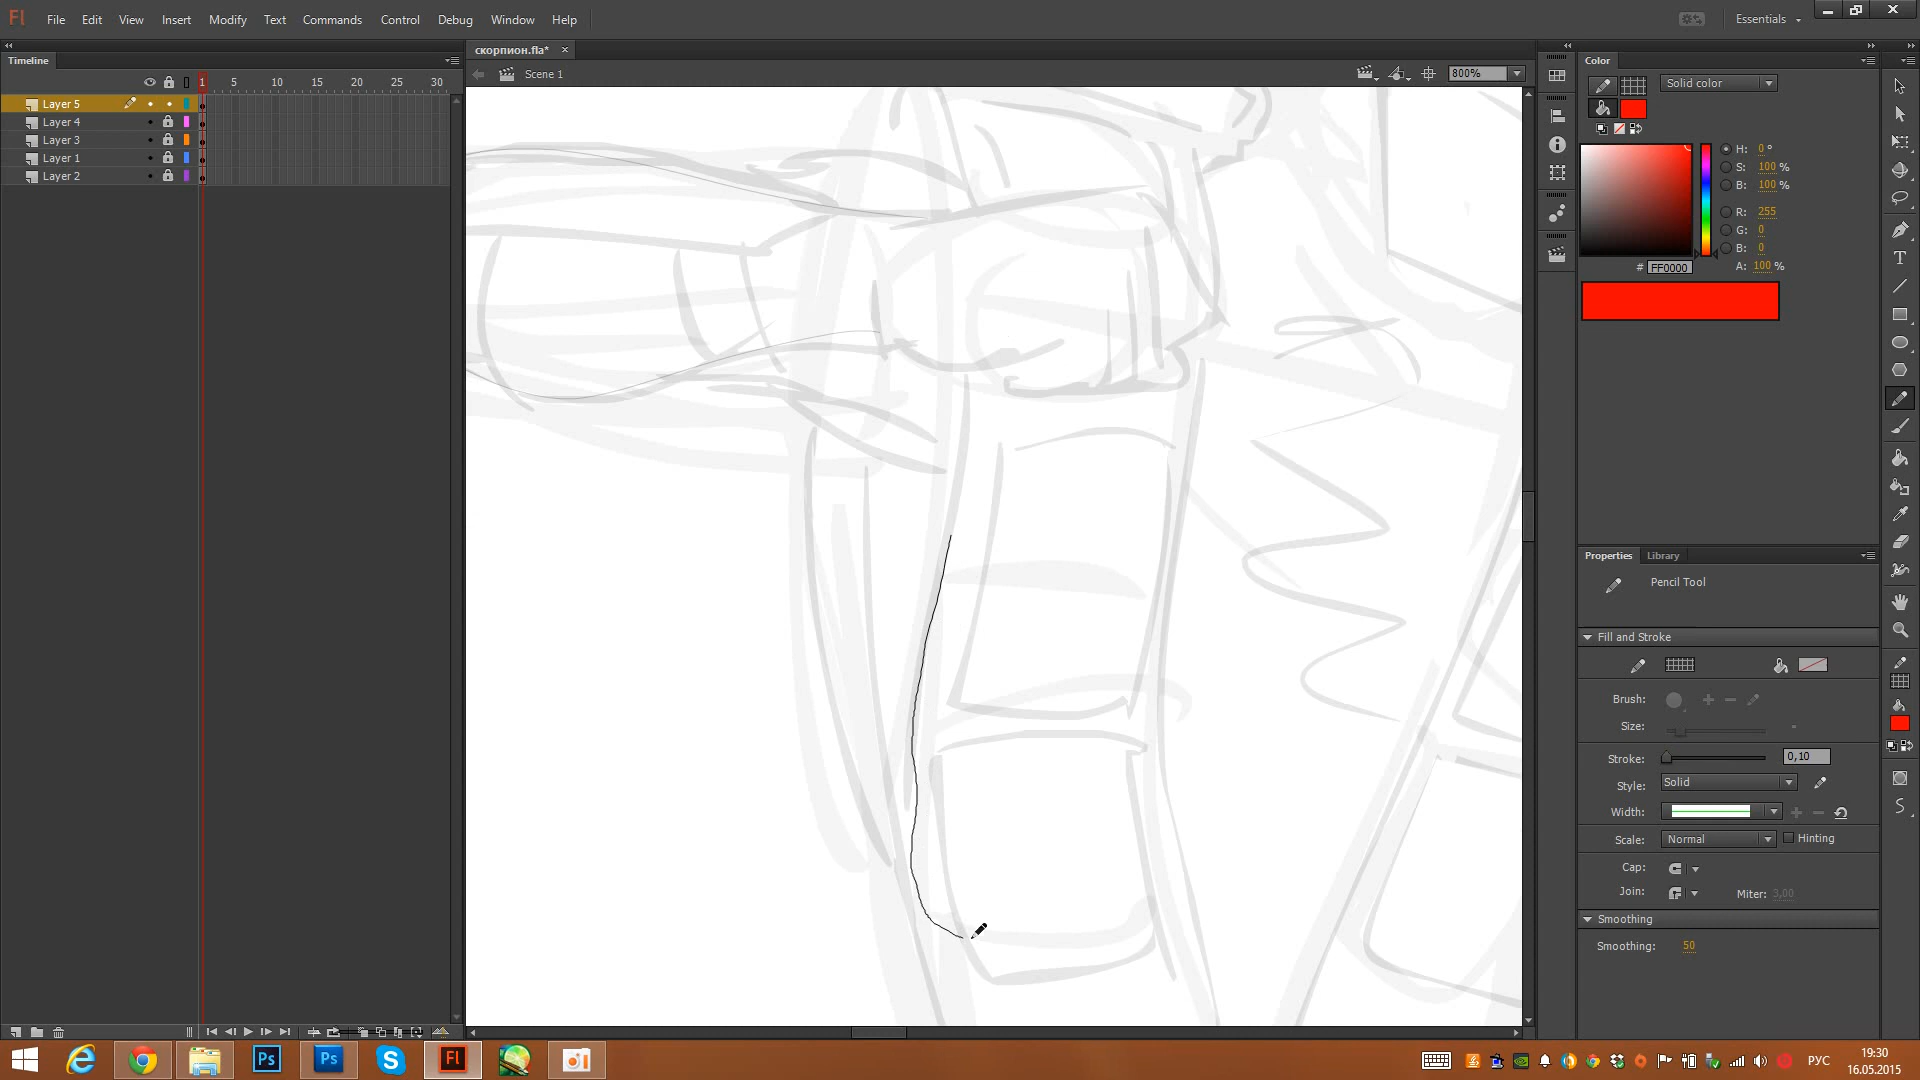 Fl File Edit View Insert Modify Text Commands Control Debug Window Help Essentials
Timeline
скорпион.fla*
Scene 1
800%
1 5 10 15 20 25 30
Layer 5
Layer 4
Layer 3
Layer 1
Layer 2
Color
Solid color
H: 0 °
S: 100 %
B: 100 %
R: 255
G: 0
B: 0
# FF0000
A: 100 %
Properties Library
Pencil Tool
Fill and Stroke
Brush:
Size:
Stroke: 0,10
Style: Solid
Width:
Scale: Normal Hinting
Cap:
Join: Miter: 3,00
Smoothing
Smoothing: 50
Ps Ps Fl
РУС
19:30
16.05.2015